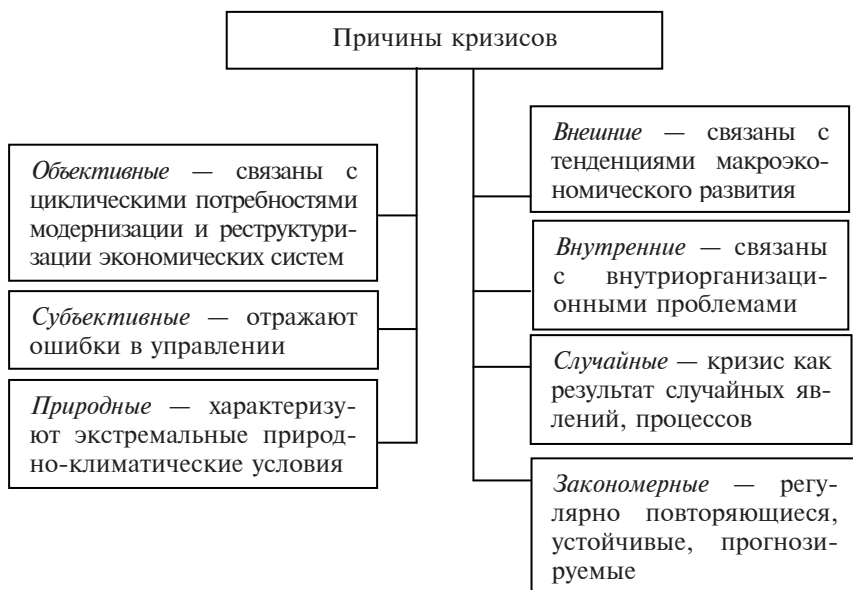 Причины кризисов
Объективные — связаны с
циклическими потребностями
модернизации и реструктури-
зации экономических систем
Субъективные — отражают
ошибки в управлении
Природные — характеризу-
ют экстремальные природ-
но-климатические условия
Внешние — связаны с
тенденциями макроэко-
номического развития
Внутренние — связаны
с внутриорганизаци-
онными проблемами
Случайные — кризис как
результат случайных яв-
лений, процессов
Закономерные — регу-
лярно повторяющиеся,
устойчивые, прогнози-
руемые